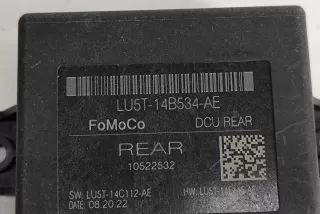 LU5T-14B534-AE
FoMoCo DCU REAR
REAR
10522532
SW: LU5T-14C112-AE
DATE: 08.20.22